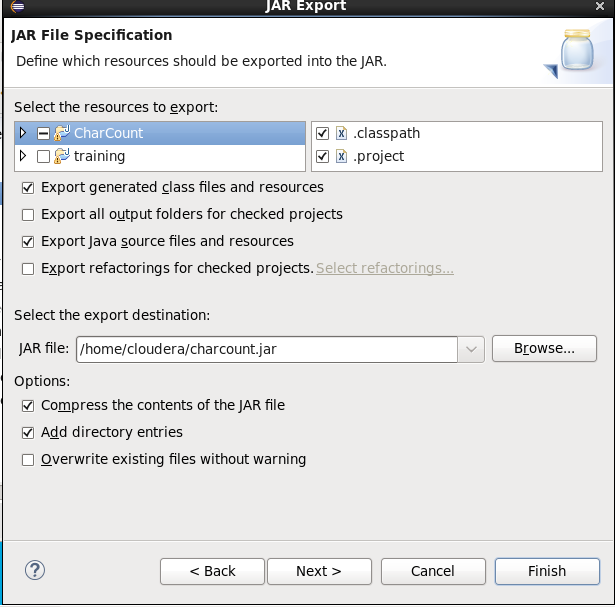 JAR Export
JAR File Specification
Define which resources should be exported into the JAR.
Select the resources to export:
CharCount
training
.classpath
.project
Export generated class files and resources
Export all output folders for checked projects
Export Java source files and resources
Export refactorings for checked projects. Select refactorings...
Select the export destination:
JAR file: /home/cloudera/charcount.jar Browse...
Options:
Compress the contents of the JAR file
Add directory entries
Overwrite existing files without warning
? < Back Next > Cancel Finish